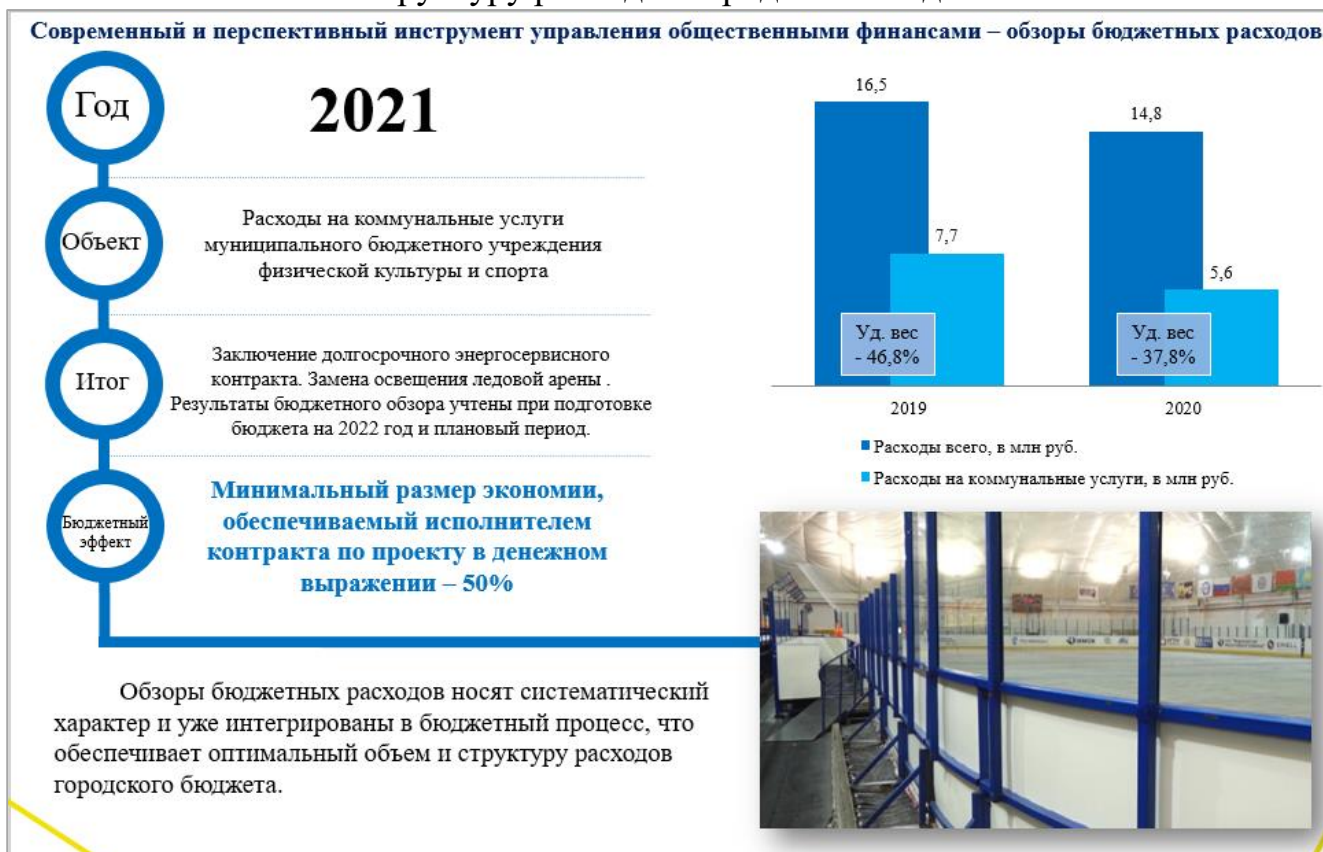 Современный и перспективный инструмент управления общественными финансами – обзоры бюджетных расходов
Год
2021
Объект
Расходы на коммунальные услуги
муниципального бюджетного учреждения
физической культуры и спорта
Итог
Заключение долгосрочного энергосервисного
контракта. Замена освещения ледовой арены .
Результаты бюджетного обзора учтены при подготовке
бюджета на 2022 год и плановый период.
Бюджетный
эффект
Минимальный размер экономии,
обеспечиваемый исполнителем
контракта по проекту в денежном
выражении – 50%
16,5
14,8
7,7
5,6
Уд. вес
- 46,8%
Уд. вес
- 37,8%
2019
2020
Расходы всего, в млн руб.
Расходы на коммунальные услуги, в млн руб.
Обзоры бюджетных расходов носят систематический
характер и уже интегрированы в бюджетный процесс, что
обеспечивает оптимальный объем и структуру расходов
городского бюджета.